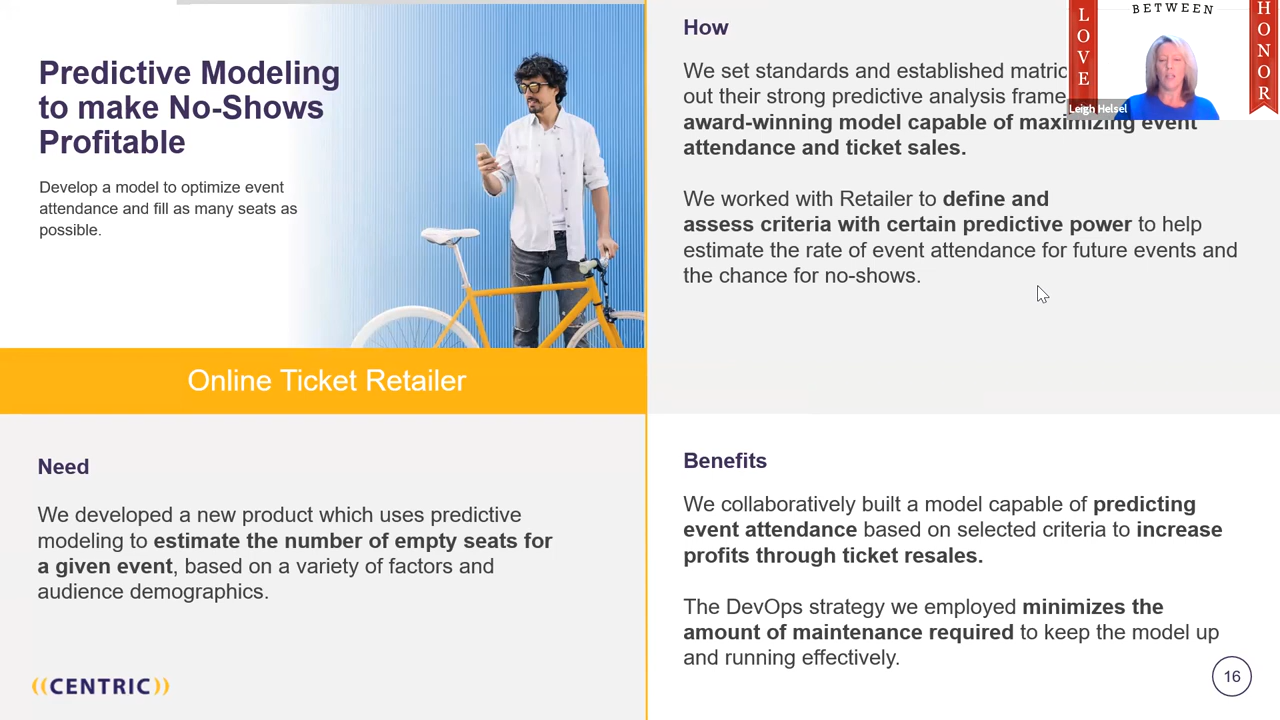 Predictive Modeling
to make No-Shows
Profitable
Develop a model to optimize event
attendance and fill as many seats as
possible.
Online Ticket Retailer
Need
We developed a new product which uses predictive
modeling to estimate the number of empty seats for
a given event, based on a variety of factors and
audience demographics.
((CENTRIC))
How
We set standards and established
out their strong predictive analysis
award-winning model capable of maximizing event
attendance and ticket sales.
We worked with Retailer to define and
assess criteria with certain predictive power to help
estimate the rate of event attendance for future events and
the chance for no-shows.
LOVE
BETWEEN
HONOR
Leigh Helsel
Benefits
We collaboratively built a model capable of predicting
event attendance based on selected criteria to increase
profits through ticket resales.
The DevOps strategy we employed minimizes the
amount of maintenance required to keep the model up
and running effectively.
16